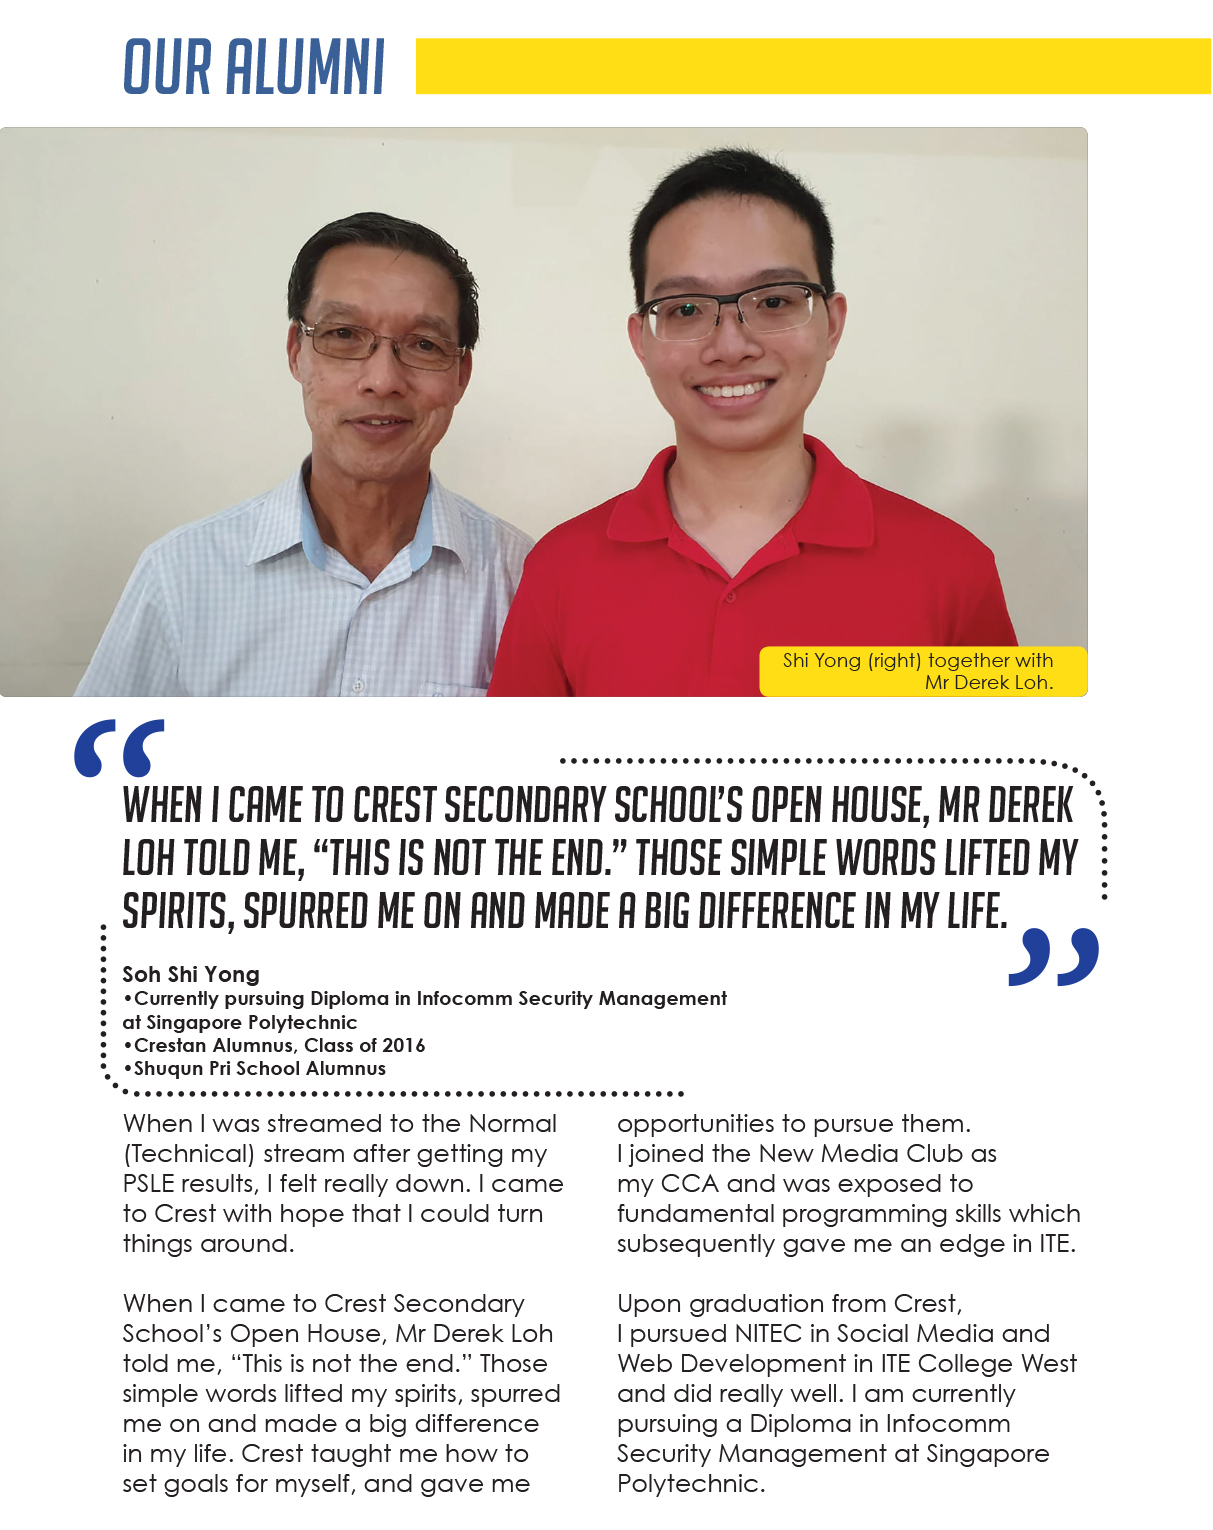 OUR ALUMNI
Shi Yong (right) together with
Mr Derek Loh.
“
WHEN I CAME TO CREST SECONDARY SCHOOL’S OPEN HOUSE, MR DEREK
LOH TOLD ME, “THIS IS NOT THE END.” THOSE SIMPLE WORDS LIFTED MY
SPIRITS, SPURRED ME ON AND MADE A BIG DIFFERENCE IN MY LIFE.
”
Soh Shi Yong
•Currently pursuing Diploma in Infocomm Security Management
at Singapore Polytechnic
•Crestan Alumnus, Class of 2016
•Shuqun Pri School Alumnus
When I was streamed to the Normal
(Technical) stream after getting my
PSLE results, I felt really down. I came
to Crest with hope that I could turn
things around.
When I came to Crest Secondary
School’s Open House, Mr Derek Loh
told me, “This is not the end.” Those
simple words lifted my spirits, spurred
me on and made a big difference
in my life. Crest taught me how to
set goals for myself, and gave me
opportunities to pursue them.
I joined the New Media Club as
my CCA and was exposed to
fundamental programming skills which
subsequently gave me an edge in ITE.
Upon graduation from Crest,
I pursued NITEC in Social Media and
Web Development in ITE College West
and did really well. I am currently
pursuing a Diploma in Infocomm
Security Management at Singapore
Polytechnic.